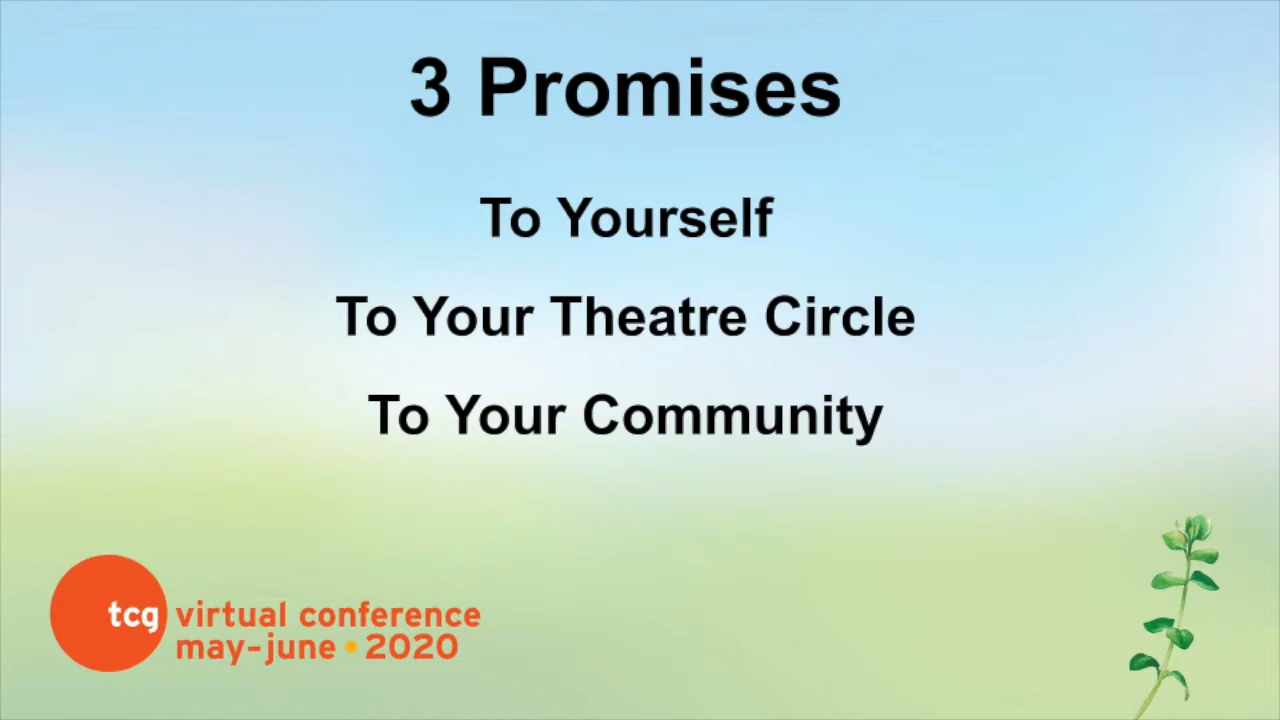 3 Promises
To Yourself
To Your Theatre Circle
To Your Community
tcg virtual conference
may-june • 2020